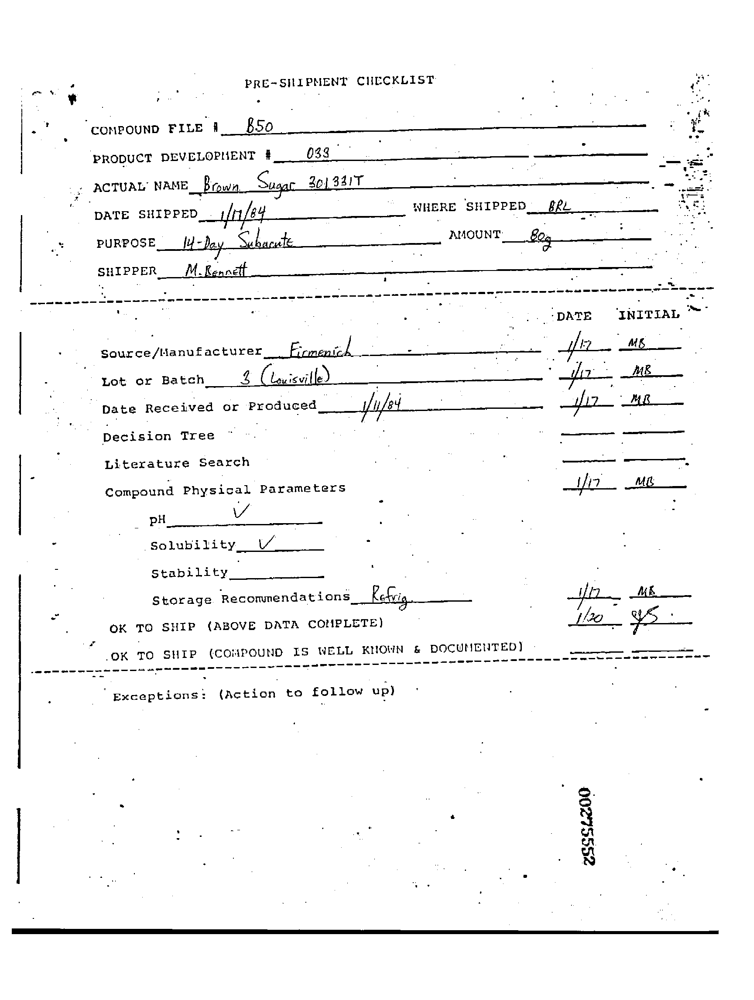 PRE-SHIPMENT CHECKLIST
COMPOUND FILE # B50
PRODUCT DEVELOPMENT # 033
ACTUAL NAME Brown Sugar 301331T
DATE SHIPPED 1/17/84 WHERE SHIPPED BRL
PURPOSE 14-Day Subacute AMOUNT 80g
SHIPPER M. Bennett
DATE INITIAL
Source/Manufacturer Firmenich 1/17 MB
Lot or Batch 3 (Louisville) 1/17 MB
Date Received or Produced 1/11/84 1/17 MB
Decision Tree
Literature Search
Compound Physical Parameters 1/17 MB
pH ✓
Solubility ✓
Stability
Storage Recommendations Refrig. 1/17 MB
OK TO SHIP (ABOVE DATA COMPLETE) 1/20
OK TO SHIP (COMPOUND IS WELL KNOWN & DOCUMENTED)
Exceptions: (Action to follow up)
00275552